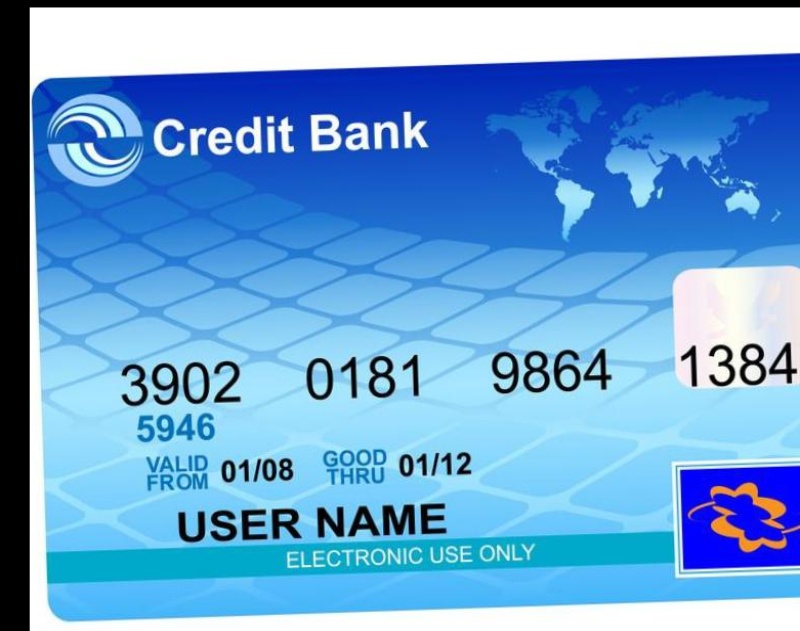 Credit Bank
3902 0181 9864 1384
5946
VALID FROM 01/08 GOOD THRU 01/12
USER NAME
ELECTRONIC USE ONLY